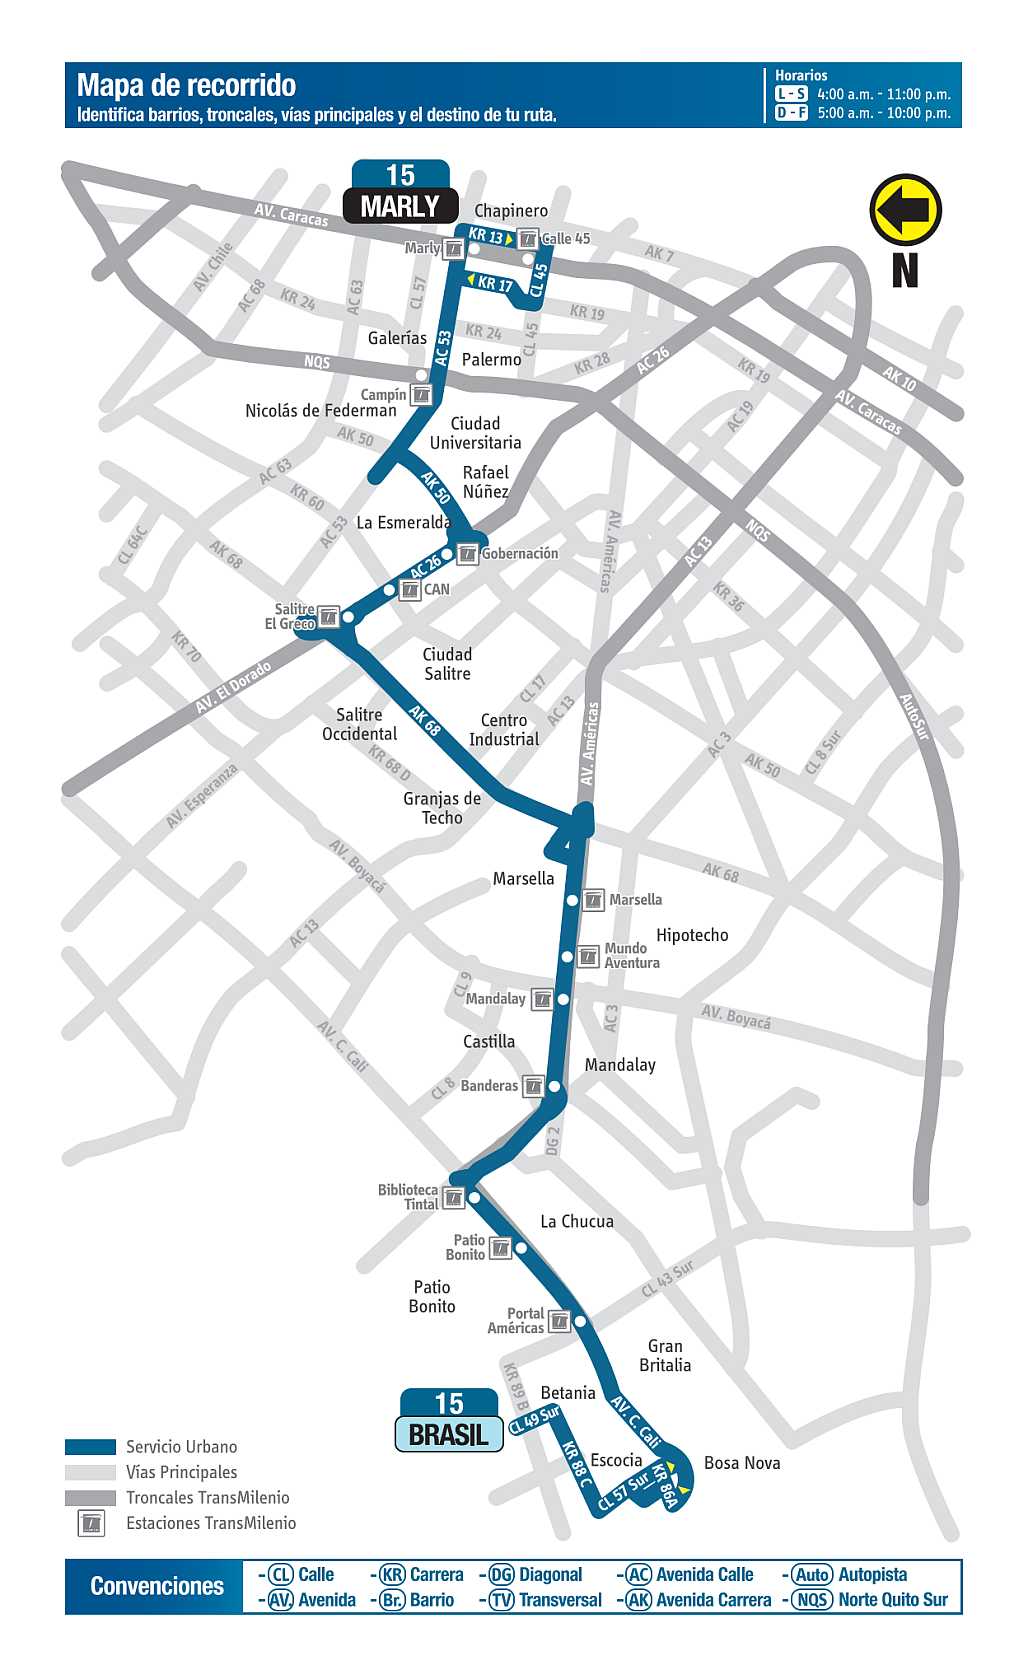 Mapa de recorrido
Identifica barrios, troncales, vías principales y el destino de tu ruta.
Horarios
L - S 4:00 a.m. - 11:00 p.m.
D - F 5:00 a.m. - 10:00 p.m.
15
MARLY
N
Chapinero
AV. Caracas
KR 13
Calle 45
Marly
AK 7
AV. Chile
AC 68
KR 24
AC 63
CL 57
KR 17
CL 45
KR 19
Galerías
AC 53
KR 24
CL 45
Palermo
NQS
KR 28
AC 26
KR 19
AK 10
Campín
Nicolás de Federman
AV. Caracas
AC 19
Ciudad
Universitaria
AK 50
AC 63
Rafael
Núñez
AK 50
KR 60
La Esmeralda
AC 53
CL 64C
AK 68
Gobernación
AV. Américas
NQS
AC 13
AC 26
CAN
KR 36
Salitre
El Greco
KR 70
Ciudad
Salitre
AV. El Dorado
CL 17
AC 13
AutoSur
Salitre
Occidental
AK 68
Centro
Industrial
AV. Américas
AC 3
CL 8 Sur
AK 50
KR 68 D
AV. Esperanza
Granjas de
Techo
AV. Boyacá
Marsella
AK 68
Marsella
AC 13
Hipotecho
Mundo
Aventura
CL 9
Mandalay
AC 3
AV. Boyacá
AV. C. Cali
Castilla
Mandalay
CL 8
Banderas
DG 2
Biblioteca
Tintal
La Chucua
Patio
Bonito
CL 43 Sur
Patio
Bonito
Portal
Américas
Gran
Britalia
KR 89 B
Betania
15
BRASIL
CL 49 Sur
AV. C. Cali
KR 88 C
Escocia
Bosa Nova
CL 57 Sur
KR 86A
Servicio Urbano
Vías Principales
Troncales TransMilenio
Estaciones TransMilenio
Convenciones
- CL Calle - KR Carrera - DG Diagonal - AC Avenida Calle - Auto Autopista
- AV. Avenida - Br. Barrio - TV Transversal - AK Avenida Carrera - NQS Norte Quito Sur